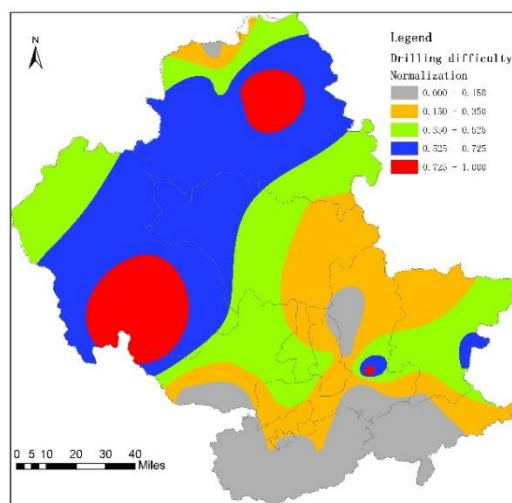 N
Legend
Drilling difficulty
Normalization
0.000 - 0.150
0.150 - 0.350
0.350 - 0.525
0.525 - 0.725
0.725 - 1.000
0 5 10 20 30 40
Miles